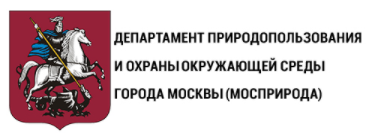 ДЕПАРТАМЕНТ ПРИРОДОПОЛЬЗОВАНИЯ
И ОХРАНЫ ОКРУЖАЮЩЕЙ СРЕДЫ
ГОРОДА МОСКВЫ (МОСПРИРОДА)